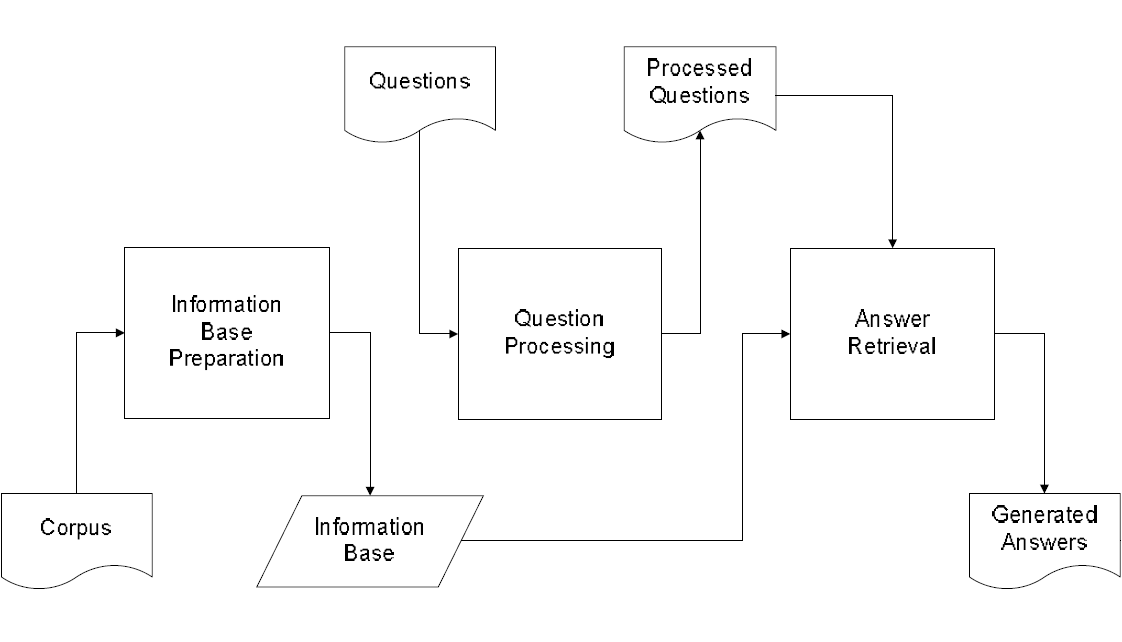 Questions
Processed
Questions
Information
Base
Preparation
Question
Processing
Answer
Retrieval
Corpus
Information
Base
Generated
Answers